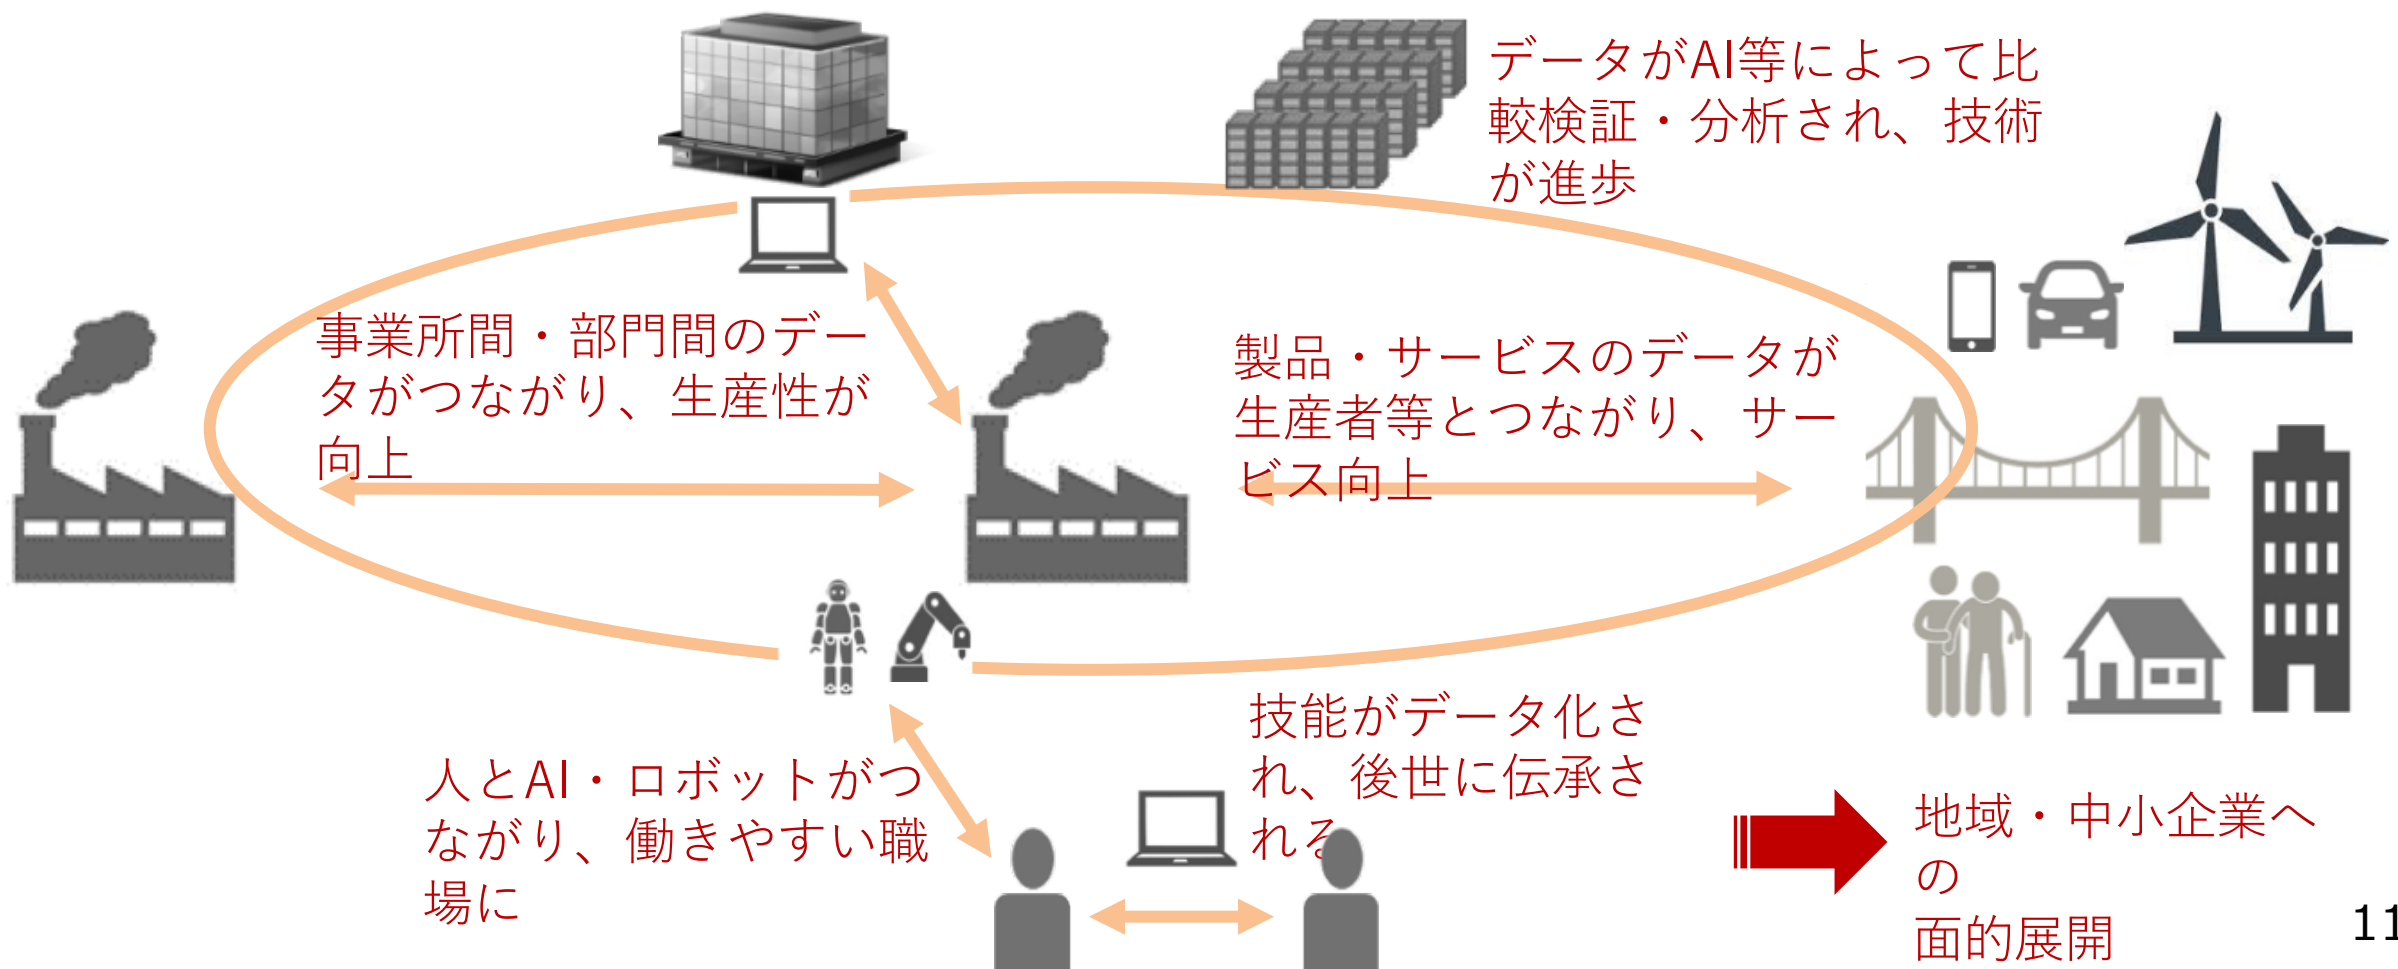 データがAI等によって比
較検証・分析され、技術
が進歩
事業所間・部門間のデー
タがつながり、生産性が
向上
製品・サービスのデータが
生産者等とつながり、サー
ビス向上
技能がデータ化さ
れ、後世に伝承さ
れる
人とAI・ロボットがつ
ながり、働きやすい職
場に
地域・中小企業へ
の
面的展開
11